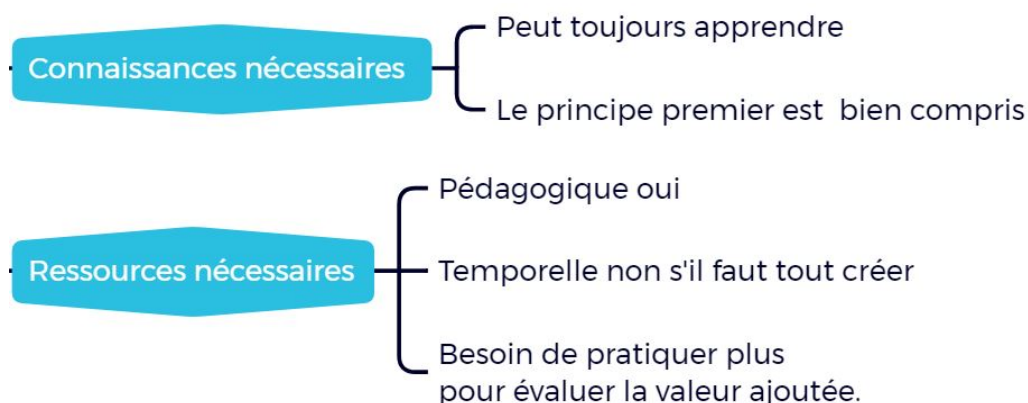 Connaissances nécessaires
Peut toujours apprendre
Le principe premier est bien compris
Ressources nécessaires
Pédagogique oui
Temporelle non s'il faut tout créer
Besoin de pratiquer plus
pour évaluer la valeur ajoutée.